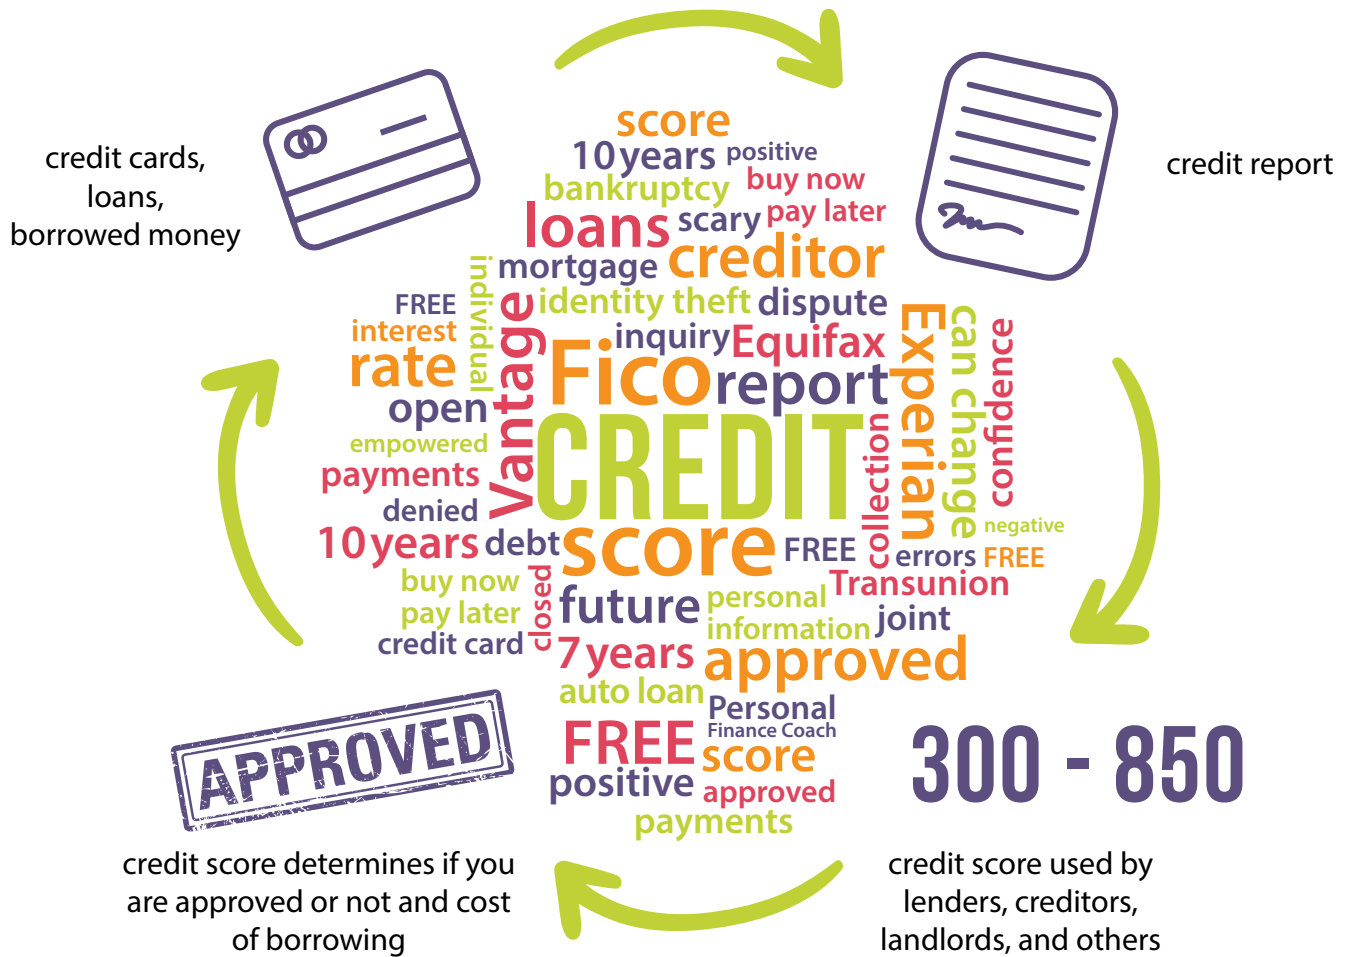 credit cards,
loans,
borrowed money
credit report
score
10 years positive
bankruptcy buy now
loans scary pay later
mortgage creditor
individual
identity theft dispute
FREE
interest
rate
open
empowered
payments
denied
10 years debt
Vantage
inquiry Equifax
Fico report
CREDIT
score FREE
collection
Experian
can change
confidence
negative
errors FREE
Transunion
buy now
pay later
credit card
closed
future personal
information joint
7 years approved
auto loan
Personal
Finance Coach
FREE score
positive approved
payments
APPROVED
credit score determines if you
are approved or not and cost
of borrowing
300 - 850
credit score used by
lenders, creditors,
landlords, and others